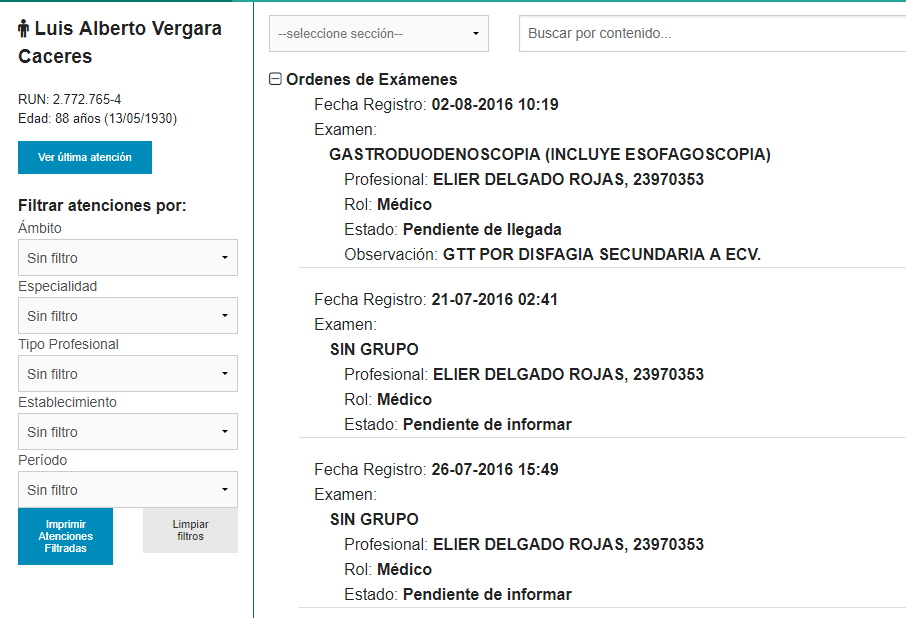 Luis Alberto Vergara
Caceres
RUN: 2.772.765-4
Edad: 88 años (13/05/1930)
Ver última atención
Filtrar atenciones por:
Ámbito
Sin filtro
Especialidad
Sin filtro
Tipo Profesional
Sin filtro
Establecimiento
Sin filtro
Período
Sin filtro
Imprimir
Atenciones
Filtradas
Limpiar
filtros
--seleccione sección--
Buscar por contenido...
Ordenes de Exámenes
Fecha Registro: 02-08-2016 10:19
Examen:
GASTRODUODENOSCOPIA (INCLUYE ESOFAGOSCOPIA)
Profesional: ELIER DELGADO ROJAS, 23970353
Rol: Médico
Estado: Pendiente de llegada
Observación: GTT POR DISFAGIA SECUNDARIA A ECV.
Fecha Registro: 21-07-2016 02:41
Examen:
SIN GRUPO
Profesional: ELIER DELGADO ROJAS, 23970353
Rol: Médico
Estado: Pendiente de informar
Fecha Registro: 26-07-2016 15:49
Examen:
SIN GRUPO
Profesional: ELIER DELGADO ROJAS, 23970353
Rol: Médico
Estado: Pendiente de informar